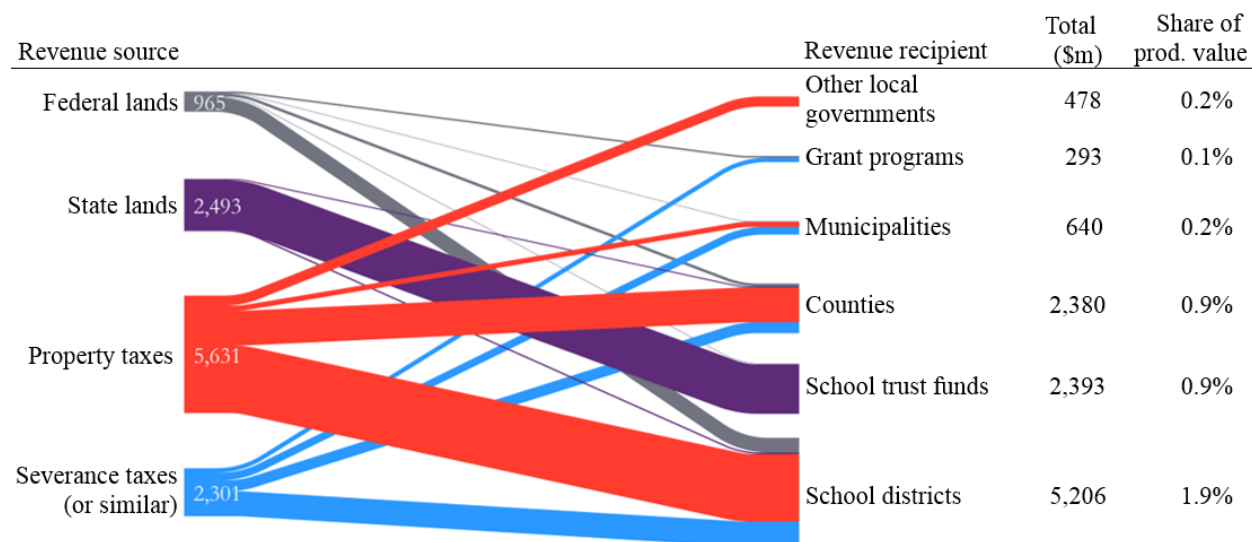 Revenue source
Revenue recipient
Total
($m)
Share of
prod. value
Federal lands
965
State lands
2,493
Property taxes
5,631
Severance taxes
(or similar)
2,301
Other local
governments
478
0.2%
Grant programs
293
0.1%
Municipalities
640
0.2%
Counties
2,380
0.9%
School trust funds
2,393
0.9%
School districts
5,206
1.9%